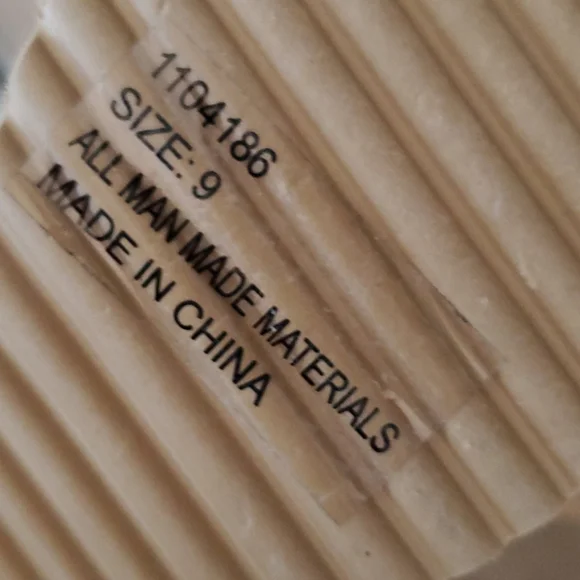 1104186
SIZE: 9
ALL MAN MADE MATERIALS
MADE IN CHINA